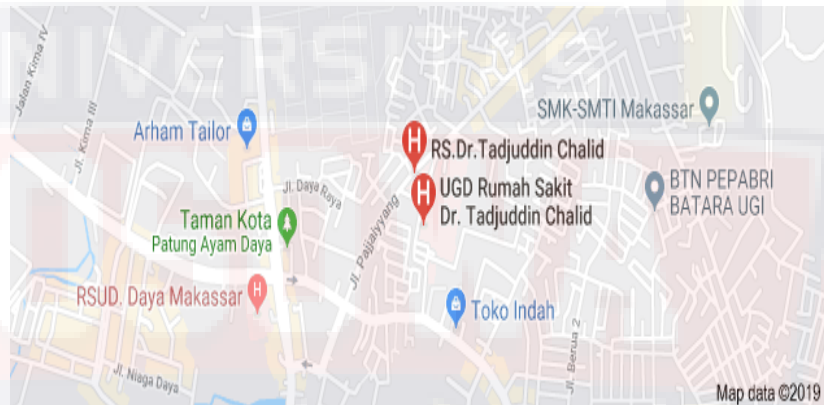 UNIVERSI
Jalan Kima IV
Jl. Kima III
Arham Tailor
SMK-SMTI Makassar
RS.Dr.Tadjuddin Chalid
UGD Rumah Sakit
Dr. Tadjuddin Chalid
BTN PEPABRI
BATARA UGI
Jl. Daya Raya
Jl. Pajjaiyyang
Taman Kota
Patung Ayam Daya
RSUD. Daya Makassar
Toko Indah
Jl. Niaga Daya
Jl. Berua 2
Map data ©2019